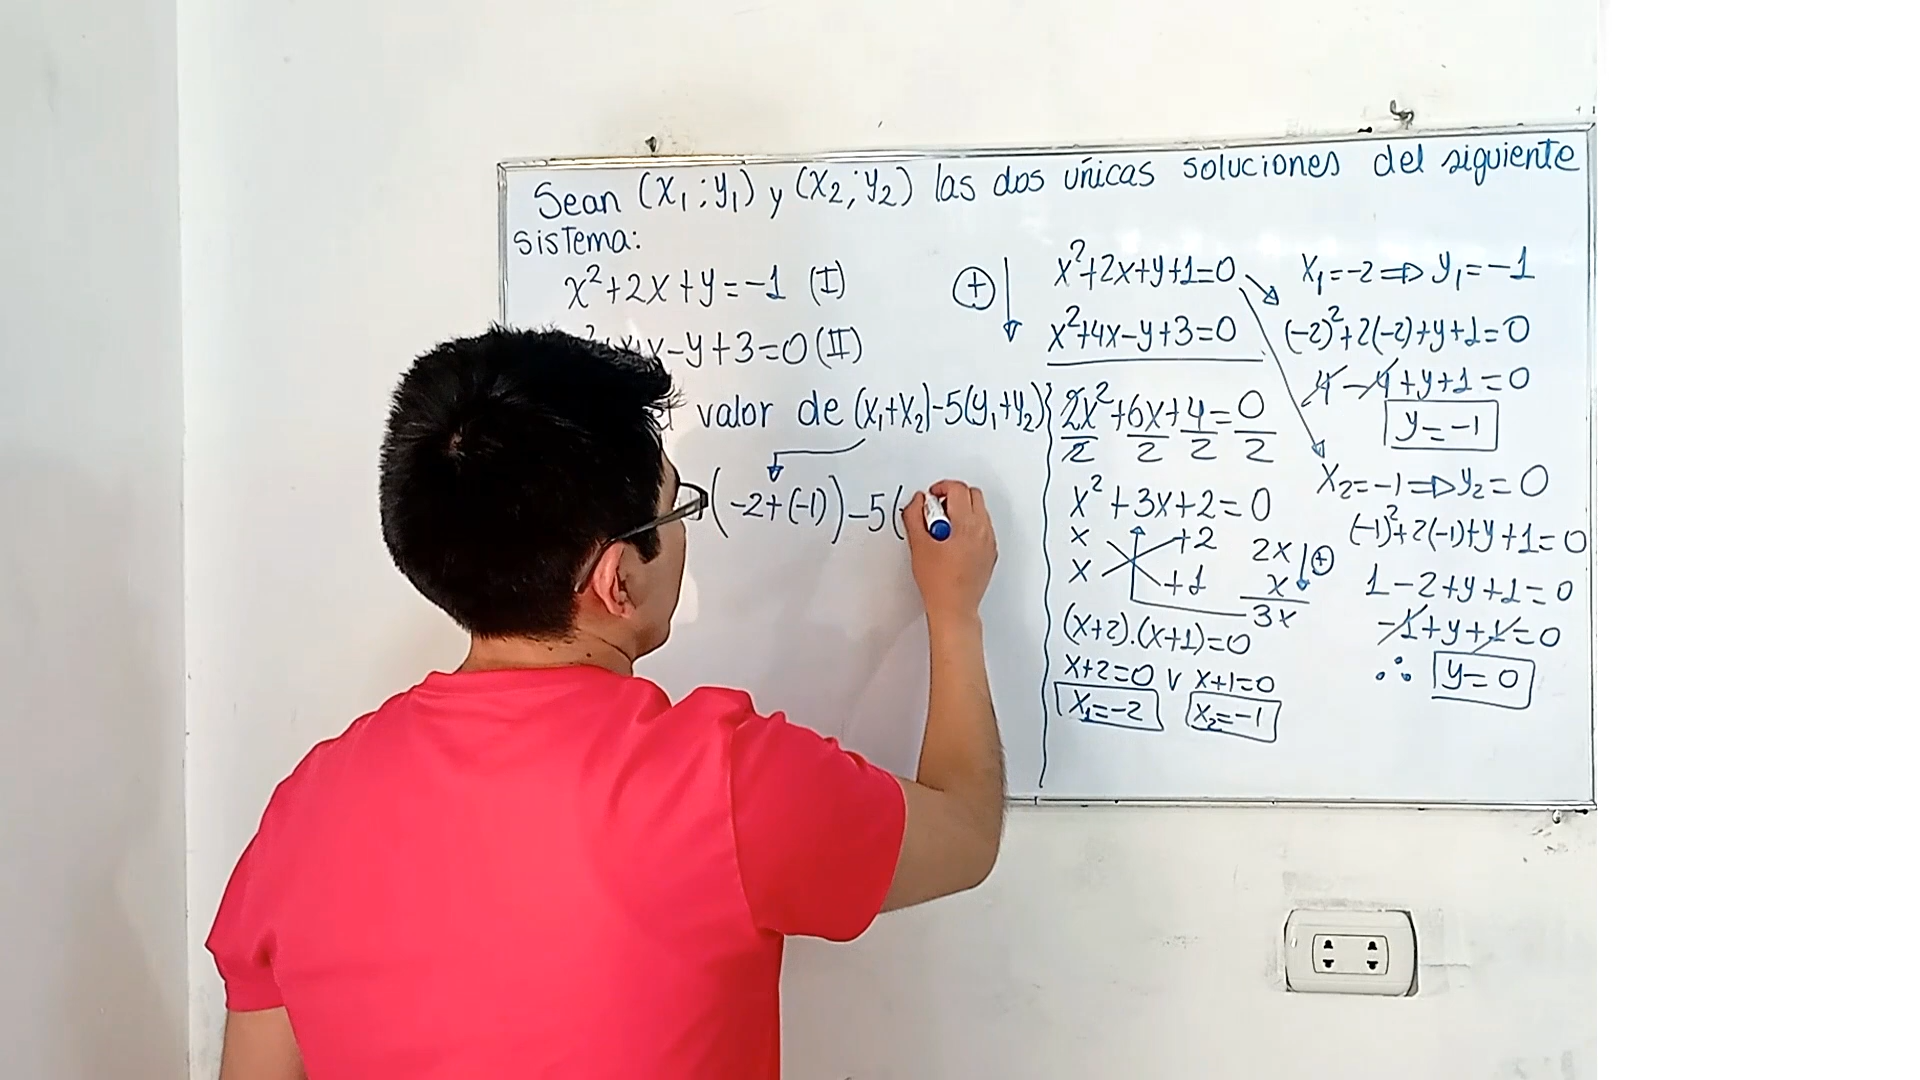 Sean (x₁;y₁) y (x₂;y₂) las dos únicas soluciones del siguiente
sistema:
x²+2x+y=-1 (I)
x-y+3=0 (II)
valor de (x₁+x₂)-5(y₁+y₂)
(-2+(-1))-5(
⊕
x²+2x+y+1=0
x²+4x-y+3=0
2x²+6x+4=0
2 2 2 2
x²+3x+2=0
x +2 2x ⊕
x +1 x
3x
(x+2).(x+1)=0
x+2=0 v x+1=0
x₁=-2 x₂=-1
x₁=-2⇒y₁=-1
(-2)²+2(-2)+y+1=0
4-4+y+1=0
y=-1
x₂=-1⇒y₂=0
(-1)²+2(-1)+y+1=0
1-2+y+1=0
-1+y+1=0
∴ y=0